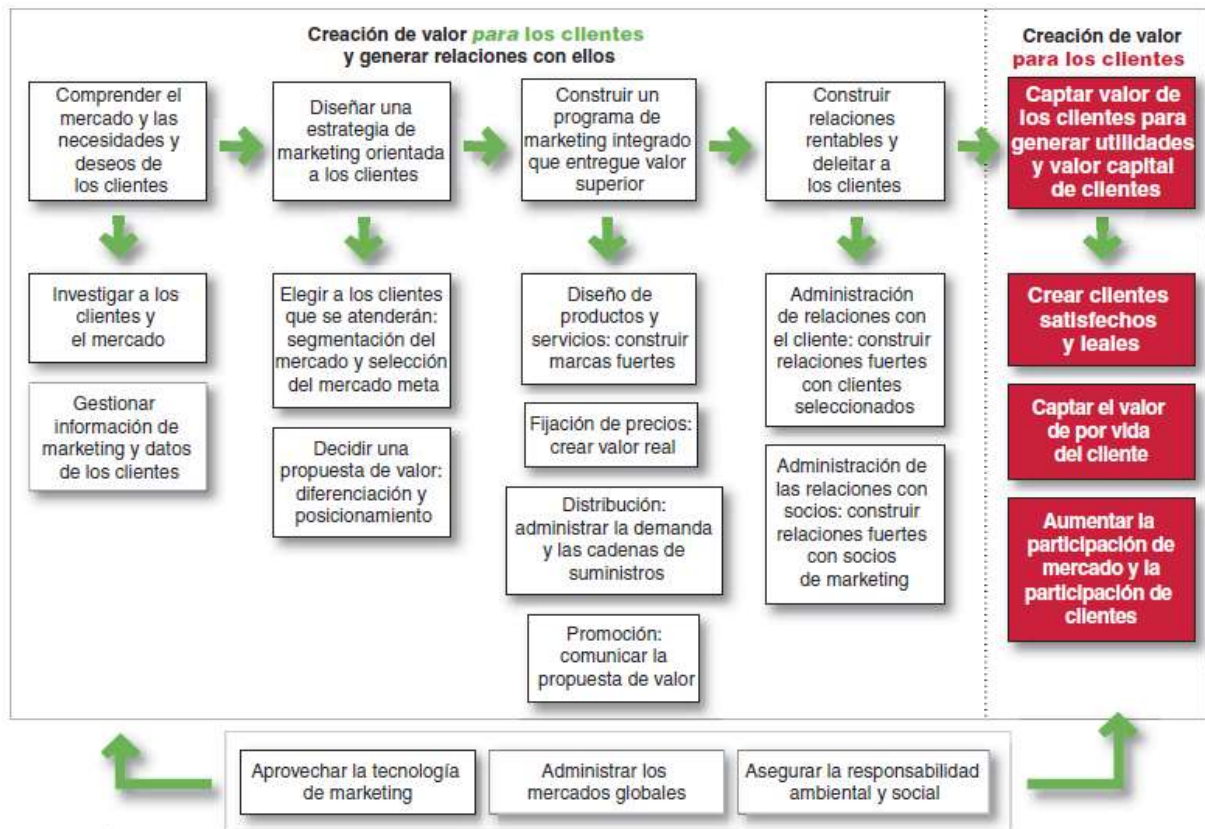 Creación de valor para los clientes
y generar relaciones con ellos
Creación de valor
para los clientes
Comprender el
mercado y las
necesidades y
deseos de
los clientes
Diseñar una
estrategia de
marketing orientada
a los clientes
Construir un
programa de
marketing integrado
que entregue valor
superior
Construir
relaciones
rentables y
deleitar a
los clientes
Captar valor de
los clientes para
generar utilidades
y valor capital
de clientes
Investigar a los
clientes y
el mercado
Gestionar
información de
marketing y datos
de los clientes
Elegir a los clientes
que se atenderán:
segmentación del
mercado y selección
del mercado meta
Decidir una
propuesta de valor:
diferenciación y
posicionamiento
Diseño de
productos y
servicios: construir
marcas fuertes
Fijación de precios:
crear valor real
Distribución:
administrar la demanda
y las cadenas de
suministros
Promoción:
comunicar la
propuesta de valor
Administración
de relaciones con
el cliente: construir
relaciones fuertes
con clientes
seleccionados
Administración de
las relaciones con
socios: construir
relaciones fuertes
con socios
de marketing
Crear clientes
satisfechos
y leales
Captar el valor
de por vida
del cliente
Aumentar la
participación de
mercado y la
participación de
clientes
Aprovechar la tecnología
de marketing
Administrar los
mercados globales
Asegurar la responsabilidad
ambiental y social